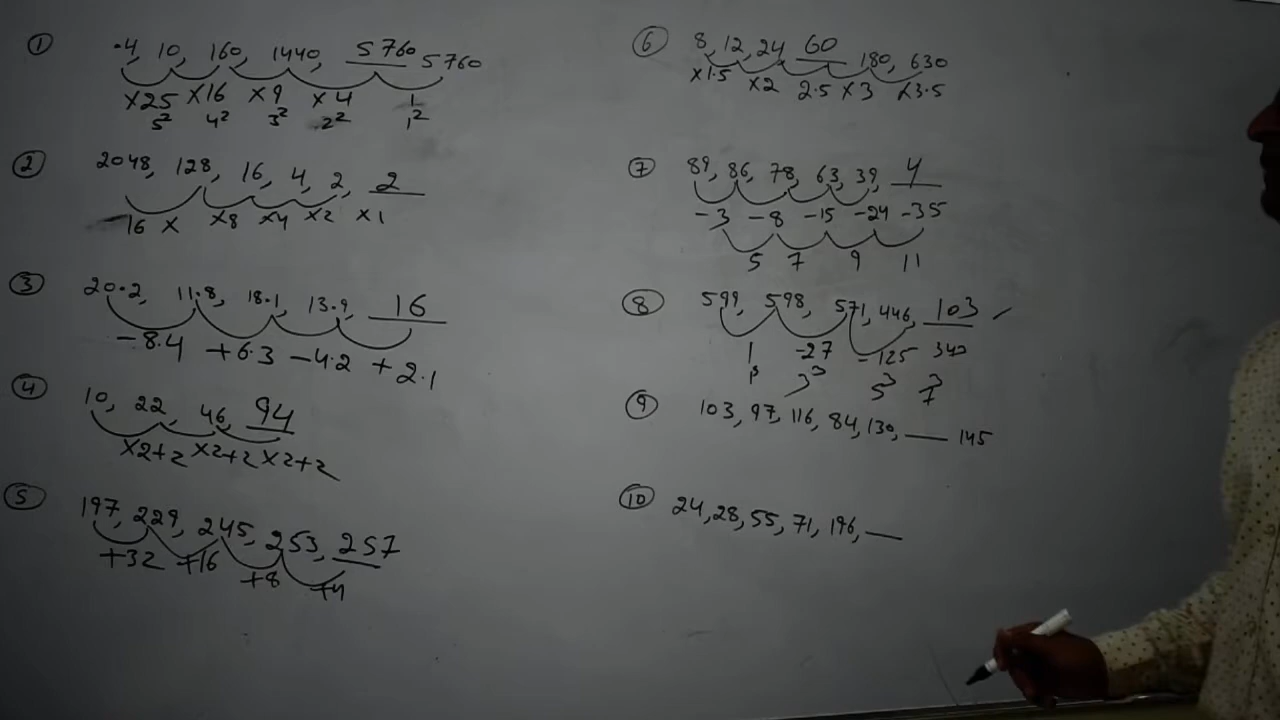 ① .4, 10, 160, 1440, 5760 5760
×25 ×16 ×9 ×4 1
5² 4² 3² 2² 1²
② 2048, 128, 16, 4, 2, 2
16 × ×8 ×4 ×2 ×1
③ 20.2, 11.8, 18.1, 13.9, 16
-8.4 +6.3 -4.2 +2.1
④ 10, 22, 46, 94
×2+2 ×2+2 ×2+2
⑤ 197, 229, 245, 253, 257
+32 +16 +8 +4
⑥ 8, 12, 24 60 180, 630
×1.5 ×2 2.5 ×3 ×3.5
⑦ 89, 86, 78, 63, 39, 4
-3 -8 -15 -24 -35
5 7 9 11
⑧ 599, 598, 571, 446, 103
1 -27 -125 343
1³ 3³ 5³ 7³
⑨ 103, 97, 116, 84, 130, ___ 145
⑩ 24, 28, 55, 71, 196, ___